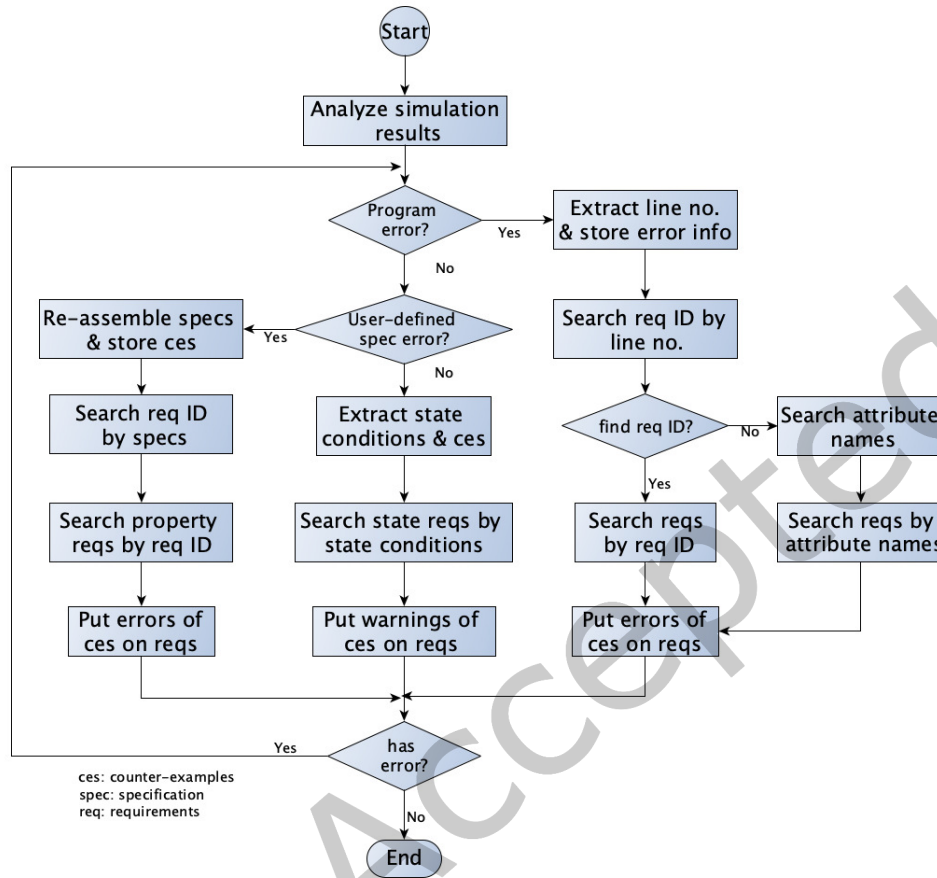 Start
Analyze simulation
results
Program
error?
Yes
Extract line no.
& store error info
No
Re-assemble specs
& store ces
Yes
User-defined
spec error?
Search req ID by
line no.
No
Search req ID
by specs
Extract state
conditions & ces
find req ID?
No
Search attribute
names
Yes
Search property
reqs by req ID
Search state reqs by
state conditions
Search reqs
by req ID
Search reqs by
attribute names
Put errors of
ces on reqs
Put warnings of
ces on reqs
Put errors of
ces on reqs
Yes
has
error?
ces: counter-examples
spec: specification
req: requirements
No
End
Accepted